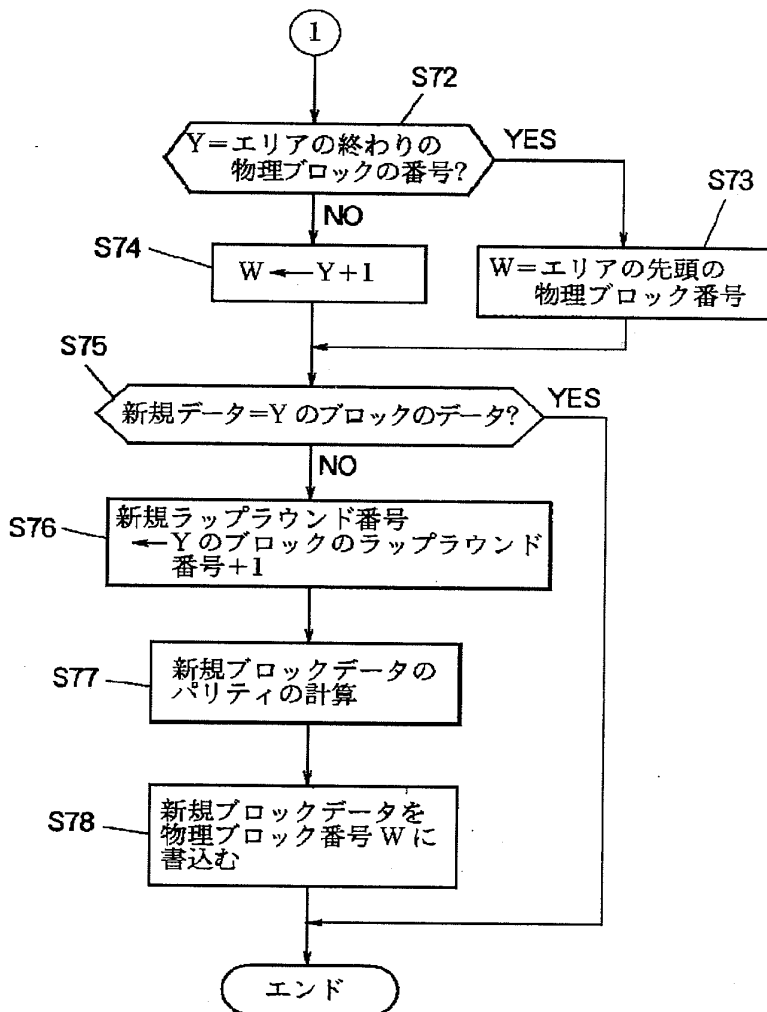 1
S72
Y=エリアの終わりの
物理ブロックの番号?
YES
NO
S73
W=エリアの先頭の
物理ブロック番号
S74
W ← Y+1
S75
新規データ=Y のブロックのデータ?
YES
NO
S76
新規ラップラウンド番号
← Y のブロックのラップラウンド
番号+1
S77
新規ブロックデータの
パリティの計算
S78
新規ブロックデータを
物理ブロック番号 W に
書込む
エンド